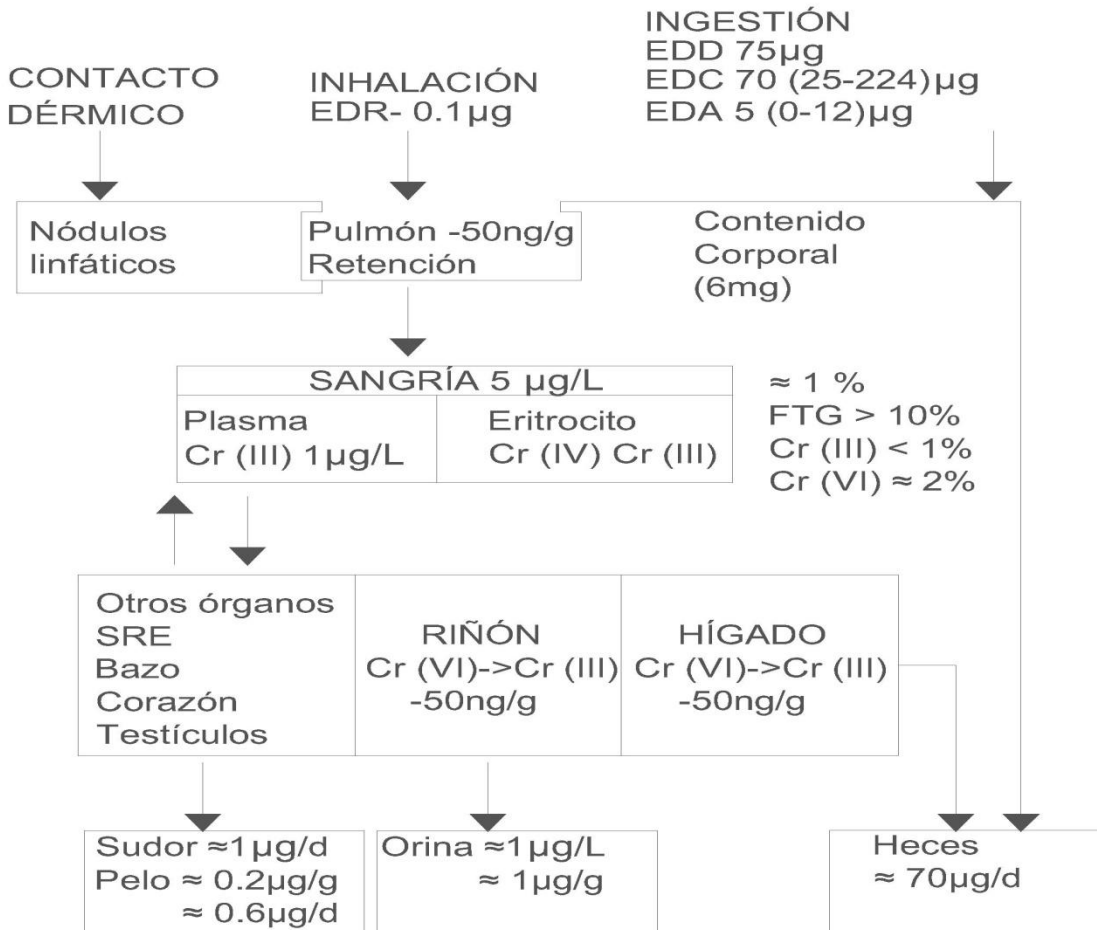 CONTACTO
DÉRMICO
INHALACIÓN
EDR- 0.1µg
INGESTIÓN
EDD 75µg
EDC 70 (25-224)µg
EDA 5 (0-12)µg
Nódulos
linfáticos
Pulmón -50ng/g
Retención
Contenido
Corporal
(6mg)
SANGRÍA 5 µg/L
Plasma
Cr (III) 1µg/L
Eritrocito
Cr (IV) Cr (III)
≈ 1 %
FTG > 10%
Cr (III) < 1%
Cr (VI) ≈ 2%
Otros órganos
SRE
Bazo
Corazón
Testículos
RIÑÓN
Cr (VI)->Cr (III)
-50ng/g
HÍGADO
Cr (VI)->Cr (III)
-50ng/g
Sudor ≈1µg/d
Pelo ≈ 0.2µg/g
≈ 0.6µg/d
Orina ≈1µg/L
≈ 1µg/g
Heces
≈ 70µg/d